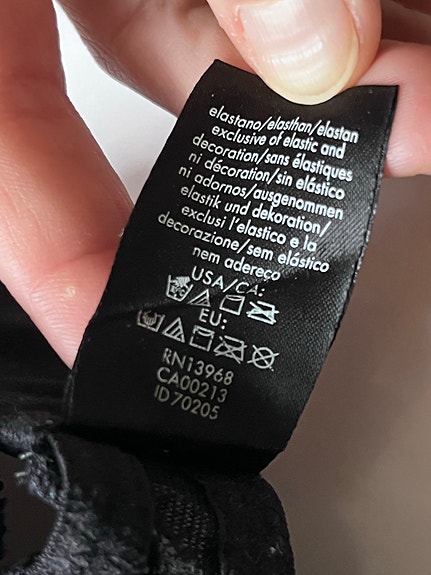 elastano/elasthan/elastan
exclusive of elastic and
decoration/sans élastiques
ni décoration/sin elástico
ni adornos/ausgenommen
elastik und dekoration/
exclusi l'elastico e la
decorazione/sem elástico
nem adereço
USA/CA:
EU:
RN13968
CA00213
ID70205